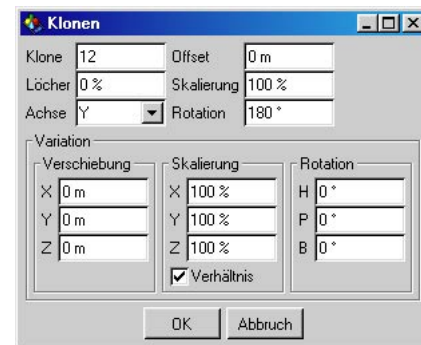 Klonen
Klone 12 Offset 0 m
Löcher 0 % Skalierung 100 %
Achse Y Rotation 180 °
Variation
Verschiebung Skalierung Rotation
X 0 m X 100 % H 0 °
Y 0 m Y 100 % P 0 °
Z 0 m Z 100 % B 0 °
Verhältnis
OK Abbruch